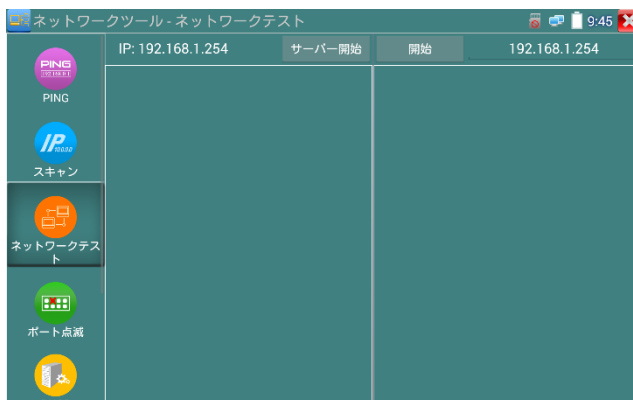 ネットワークツール - ネットワークテスト
9:45
IP: 192.168.1.254
サーバー開始
開始
192.168.1.254
PING
PING
IP
スキャン
ネットワークテス
ト
ポート点滅